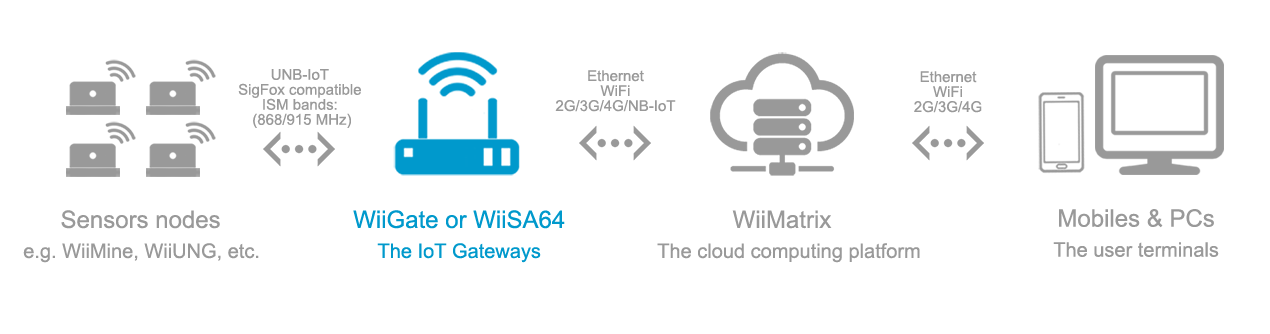 UNB-IoT
SigFox compatible
ISM bands:
(868/915 MHz)
Ethernet
WiFi
2G/3G/4G/NB-IoT
Ethernet
WiFi
2G/3G/4G
Sensors nodes
e.g. WiiMine, WiiUNG, etc.
WiiGate or WiiSA64
The IoT Gateways
WiiMatrix
The cloud computing platform
Mobiles & PCs
The user terminals